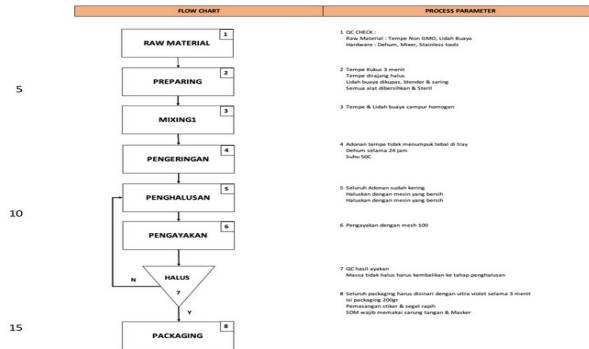 FLOW CHART
PROCESS PARAMETER
1
RAW MATERIAL
1 QC CHECK :
Raw Material : Tempe Non GMO, Lidah Buaya
Hardware : Dehum, Mixer, Stainless tools
2
PREPARING
2 Tempe Kukus 3 menit
Tempe dirajang halus
Lidah buaya dikupas, blender & saring
Semua alat dibersihkan & Steril
5
3
MIXING1
3 Tempe & Lidah buaya campur homogen
4
PENGERINGAN
4 Adonan tempe tidak menumpuk tebal di tray
Dehum selama 24 jam
Suhu 50C
5
PENGHALUSAN
5 Seluruh Adonan sudah kering
Haluskan dengan mesin yang bersih
Haluskan dengan mesin yang bersih
10
6
PENGAYAKAN
6 Pengayakan dengan mesh 100
HALUS
7
N
Y
7 QC hasil ayakan
Massa tidak halus harus kembalikan ke tahap penghalusan
8 Seluruh packaging harus disinari dengan ultra violet selama 3 menit
Isi packaging 200gr
Pemasangan stiker & segel rapih
SDM wajib memakai sarung tangan & Masker
15
8
PACKAGING